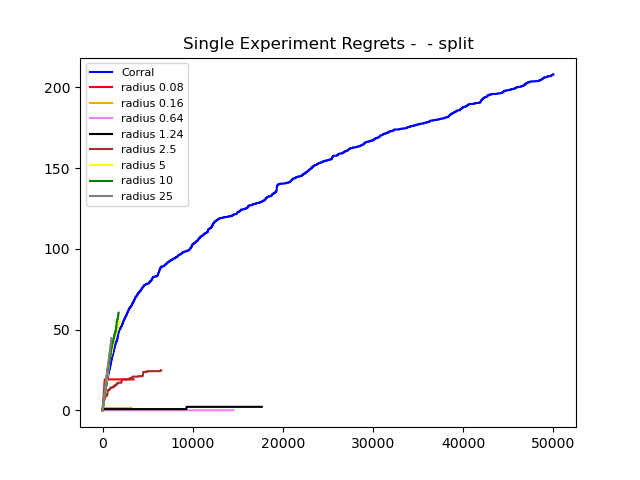 Single Experiment Regrets -  - split
Corral
radius 0.08
radius 0.16
radius 0.64
radius 1.24
radius 2.5
radius 5
radius 10
radius 25
200
150
100
50
0
0 10000 20000 30000 40000 50000